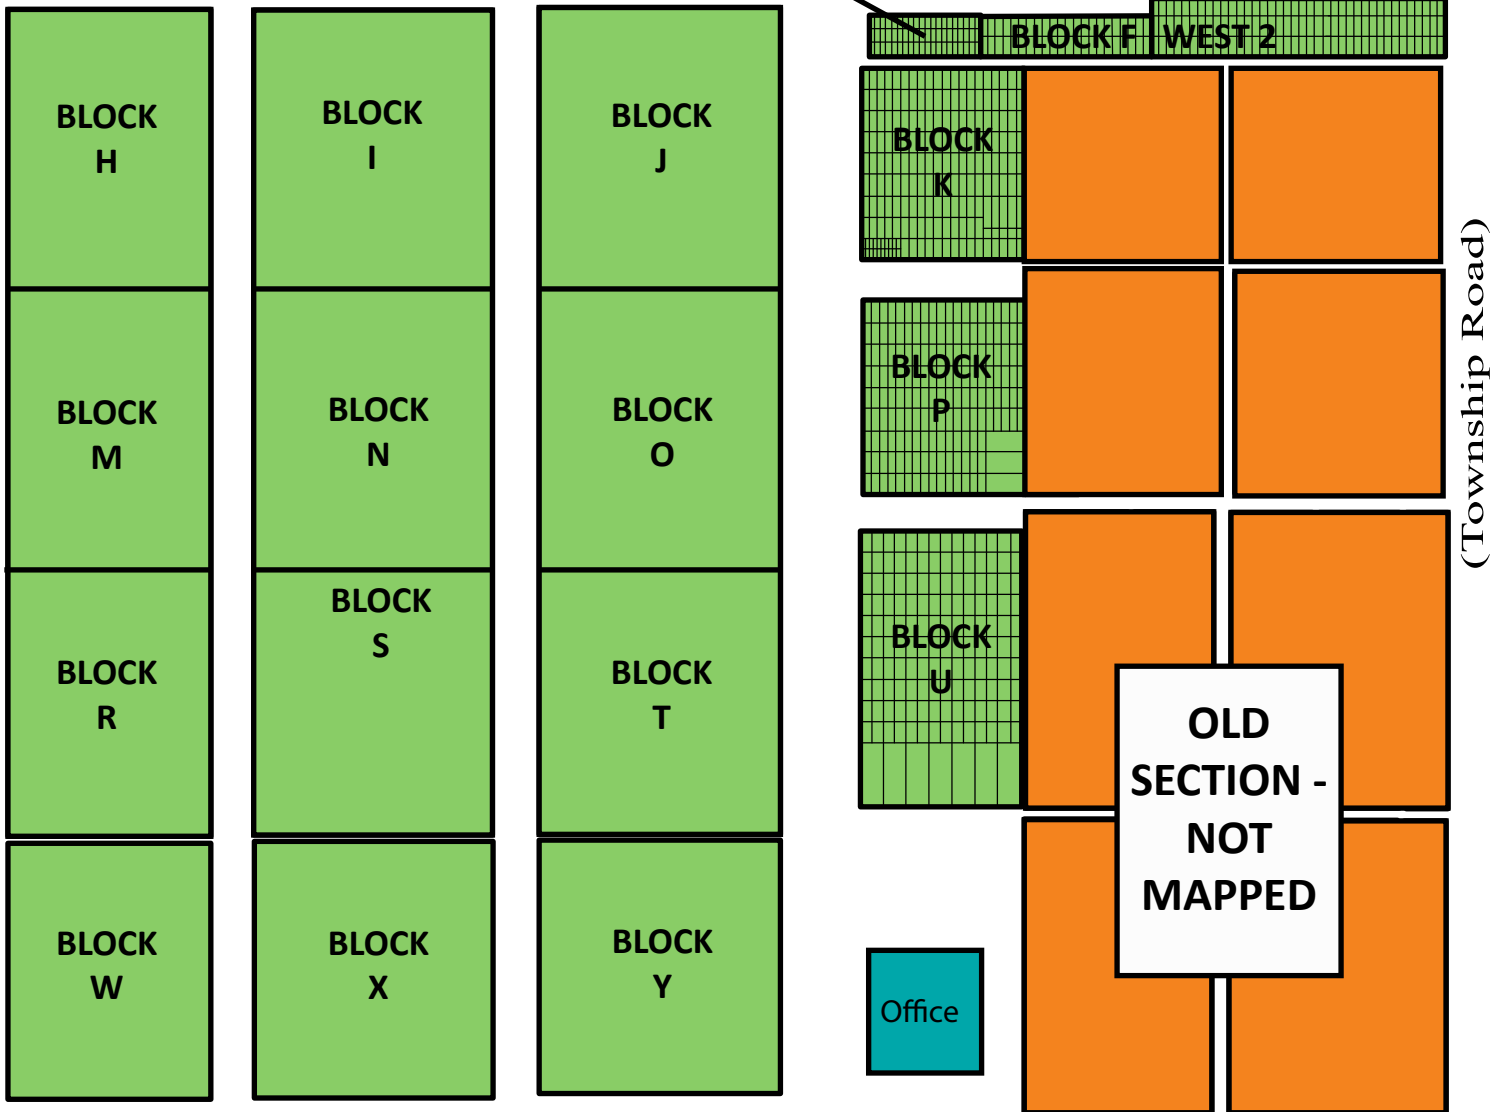 BLOCK F WEST 2
BLOCK
H
BLOCK
I
BLOCK
J
BLOCK
K
BLOCK
M
BLOCK
N
BLOCK
O
BLOCK
P
(Township Road)
BLOCK
R
BLOCK
S
BLOCK
T
BLOCK
U
OLD
SECTION -
NOT
MAPPED
BLOCK
W
BLOCK
X
BLOCK
Y
Office